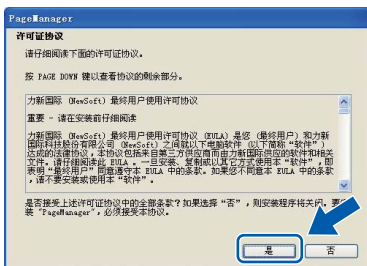 PageManager
许可证协议
请仔细阅读下面的许可证协议。
按 PAGE DOWN 键以查看协议的剩余部分。
力新国际 (NewSoft) 最终用户使用许可协议
重要 - 请在安装前仔细阅读
力新国际 (NewSoft) 最终用户使用许可协议 (EULA) 是您 (最终用户) 和力新
国际科技股份有限公司 (NewSoft) 之间就以下电脑软件 (以下简称“软件”)
达成的法律协议，本协议包括来自第三方供应商而由力新国际供应的软件和相关
文件。请仔细阅读此 EULA 。一旦安装、复制或以其它方式使用本“软件”，即
表明“最终用户”同意遵守本 EULA 中的条款。如果您不同意本 EULA 中的条款
，请不要安装或使用本“软件”。
是否接受上述许可证协议中的全部条款？如果选择“否”，则安装程序将关闭。要
装 "PageManager"，必须接受本协议。
是
否